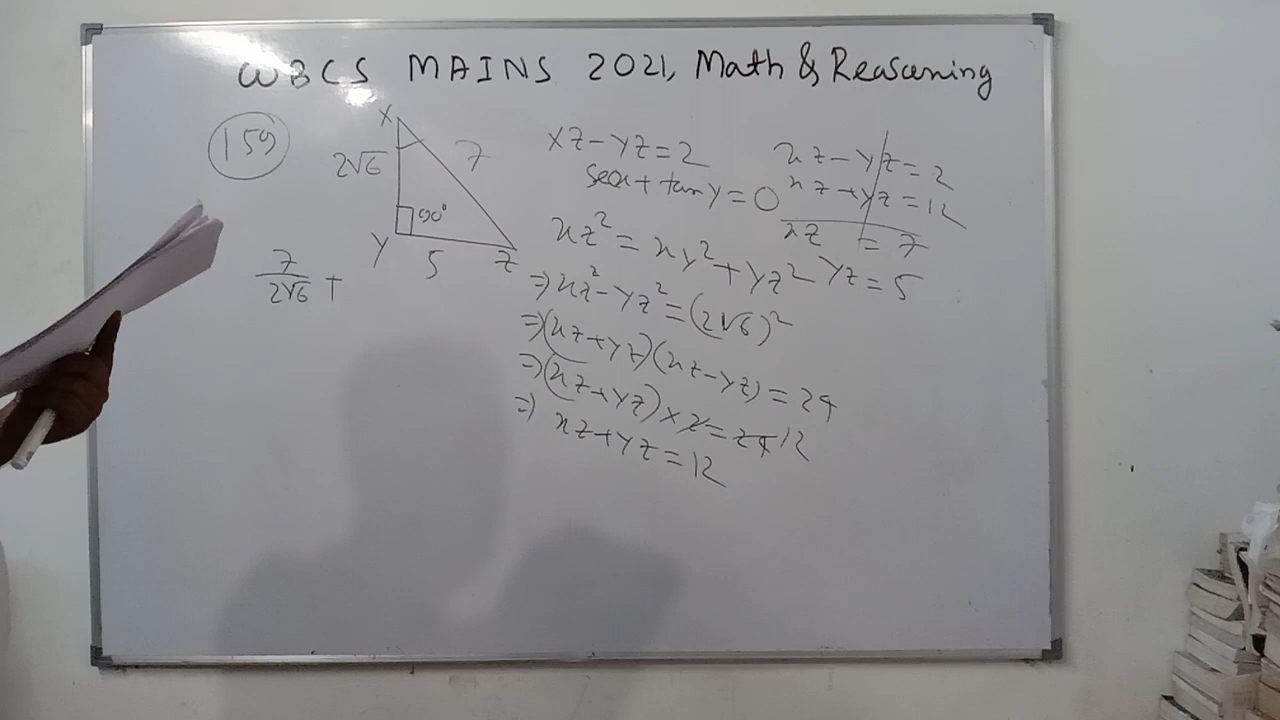 WBCS MAINS 2021, Math & Reasoning
159
X
2√6
7
90°
Y
5
Z
7/2√6 +
XZ - YZ = 2
secx + tany = 0
xz² = xy² + yz²
⇒ xz² - yz² = (2√6)²
⇒ (xz + yz)(xz - yz) = 24
⇒ (xz + yz) × 2 = 24 12
⇒ xz + yz = 12
xz - yz = 2
xz + yz = 12
xz = 7
yz = 5